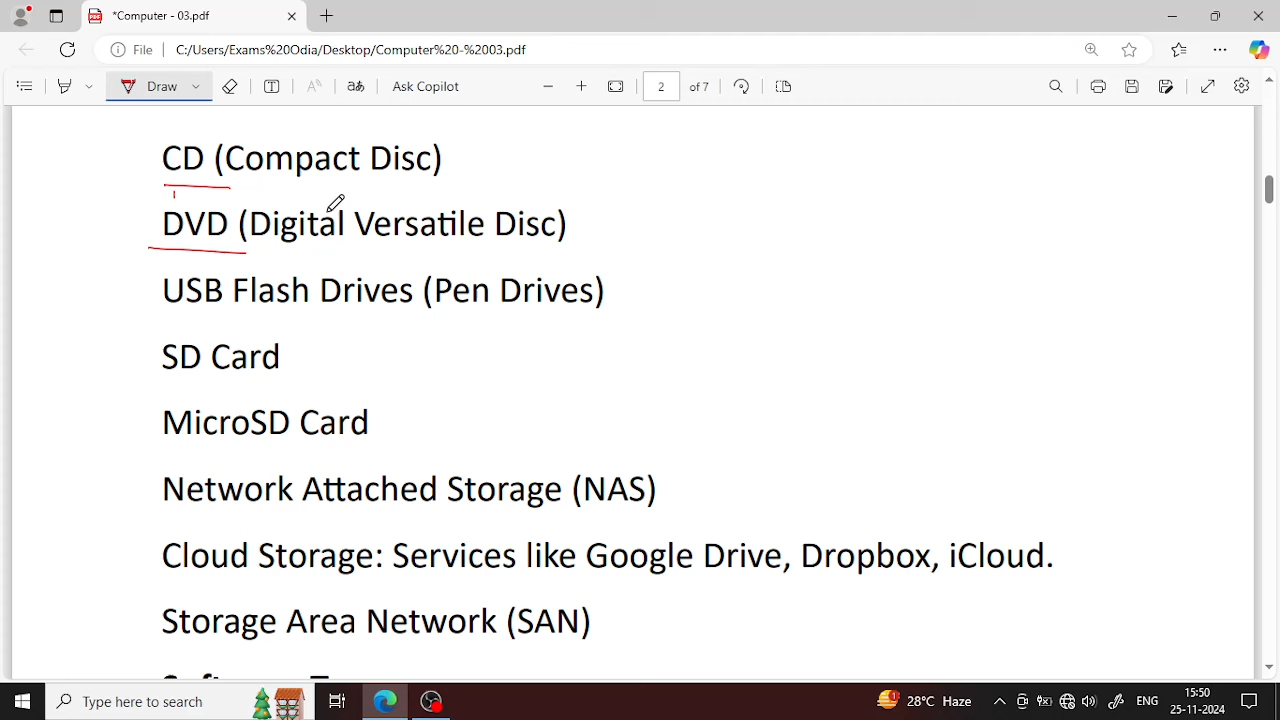 *Computer - 03.pdf
File
C:/Users/Exams%20Odia/Desktop/Computer%20-%2003.pdf
Draw
Ask Copilot
2
of 7
CD (Compact Disc)
DVD (Digital Versatile Disc)
USB Flash Drives (Pen Drives)
SD Card
MicroSD Card
Network Attached Storage (NAS)
Cloud Storage: Services like Google Drive, Dropbox, iCloud.
Storage Area Network (SAN)
Type here to search
28°C Haze
ENG
15:50
25-11-2024